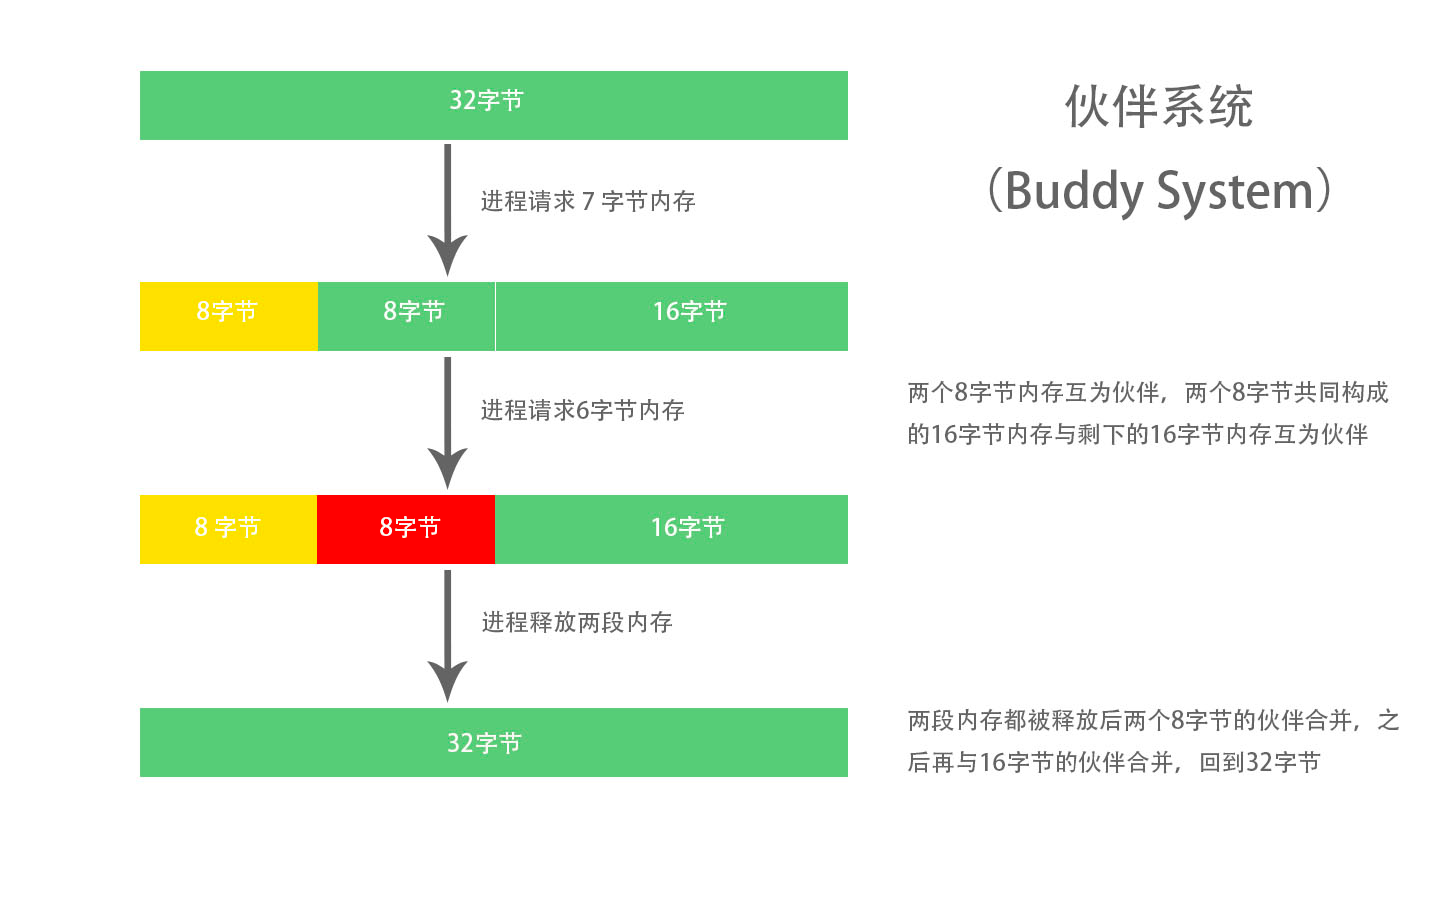 32字节
伙伴系统
（Buddy System）
进程请求 7 字节内存
8字节
8字节
16字节
进程请求6字节内存
两个8字节内存互为伙伴，两个8字节共同构成
的16字节内存与剩下的16字节内存互为伙伴
8 字节
8字节
16字节
进程释放两段内存
32字节
两段内存都被释放后两个8字节的伙伴合并，之
后再与16字节的伙伴合并，回到32字节